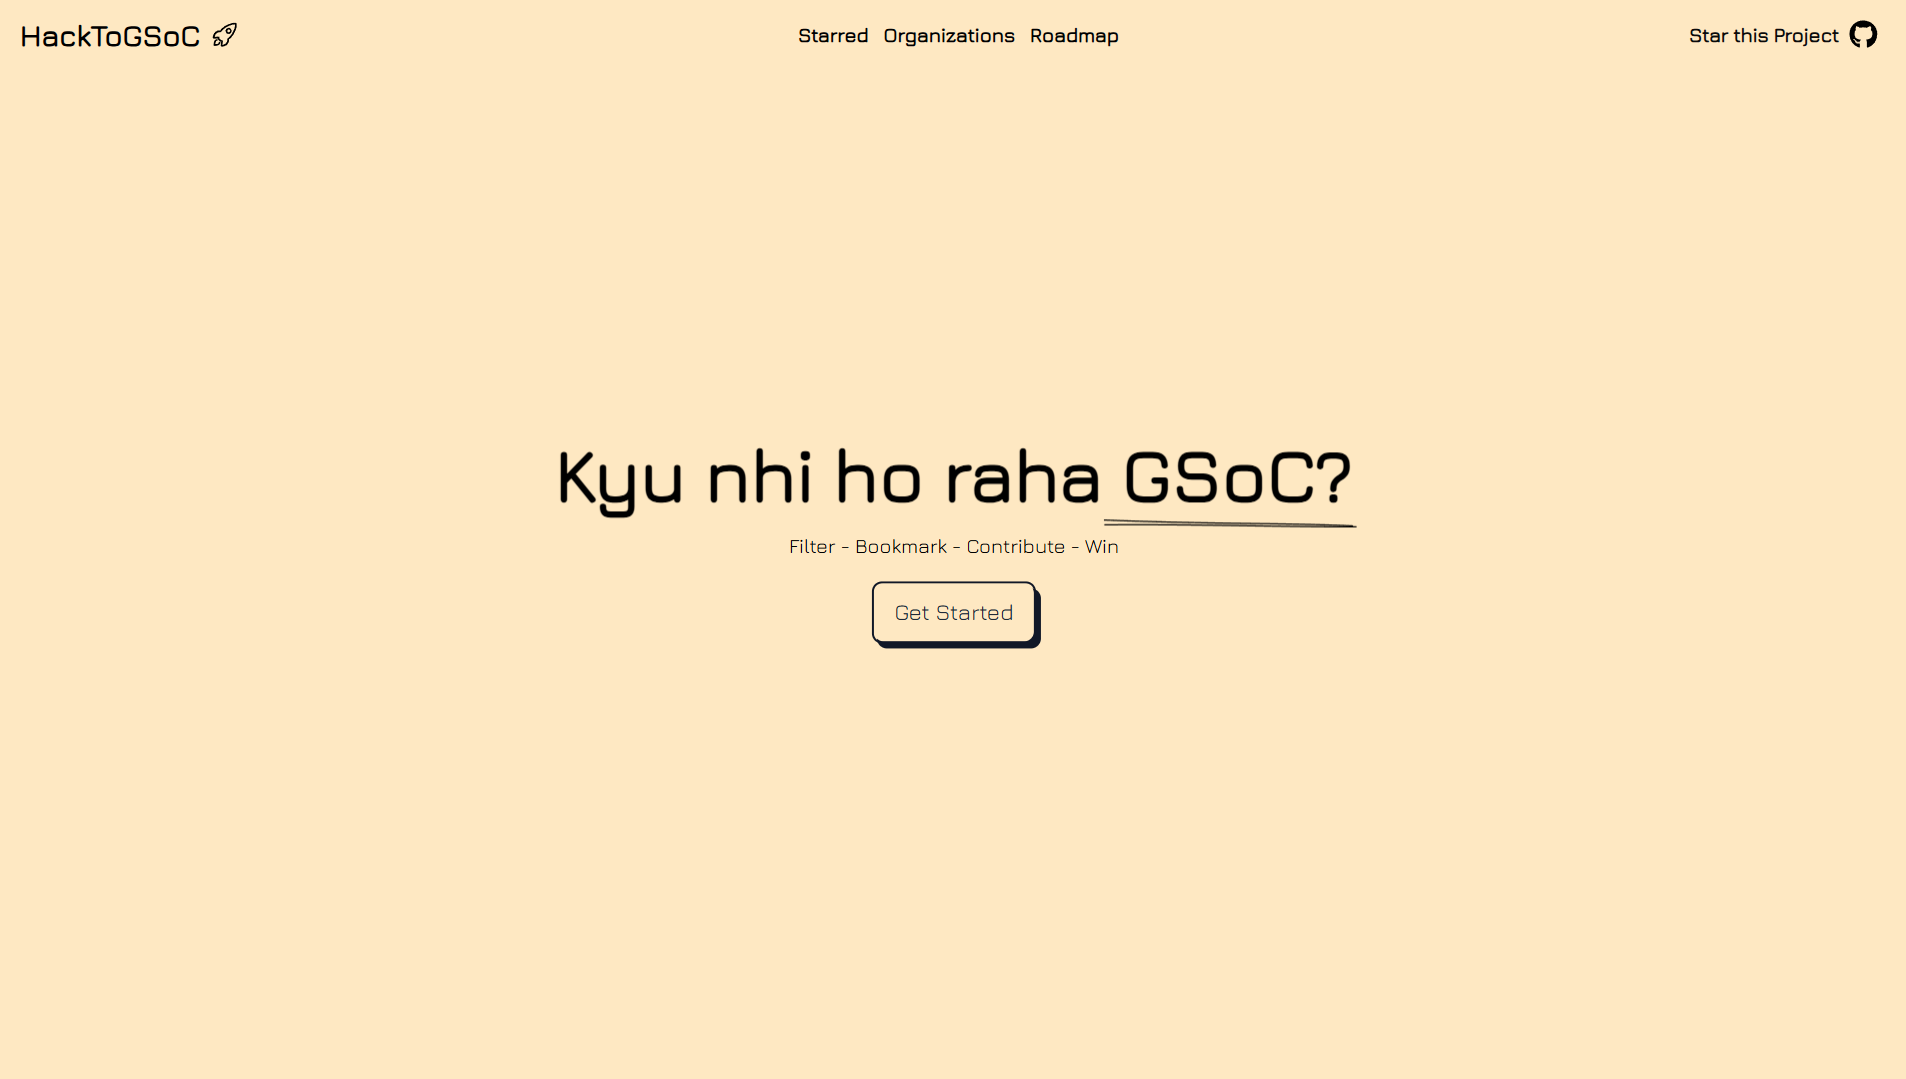 HackToGSoC
Starred Organizations Roadmap
Star this Project
Kyu nhi ho raha GSoC?
Filter - Bookmark - Contribute - Win
Get Started